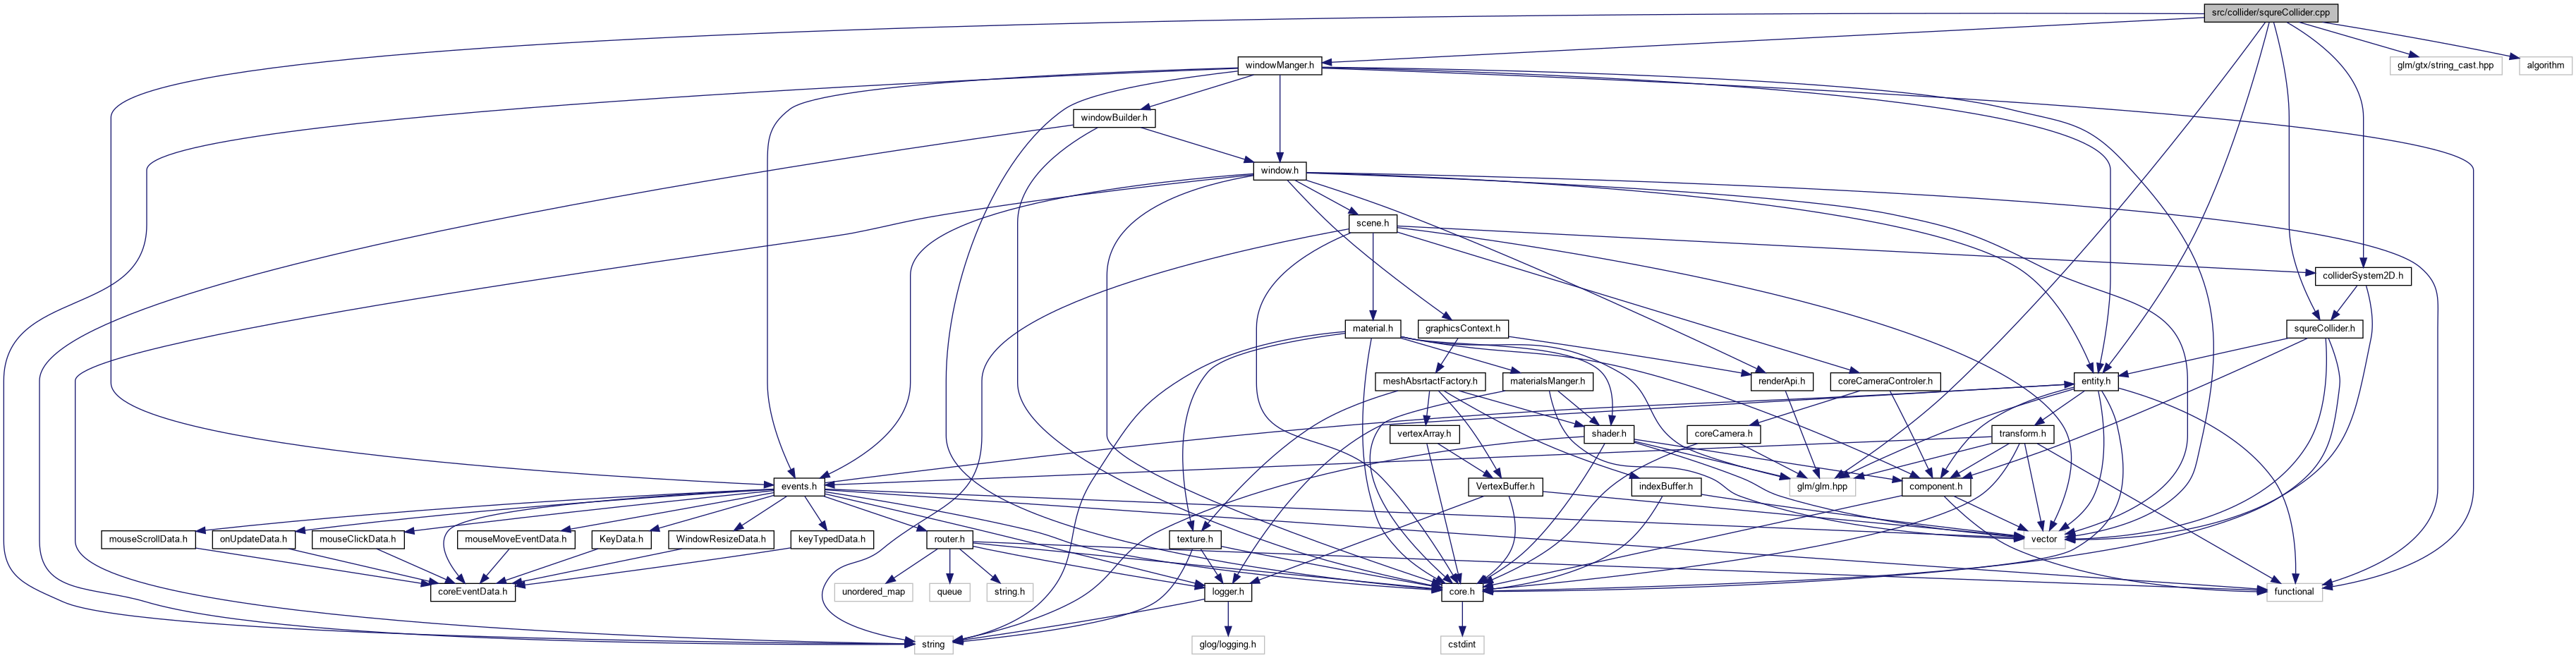 src/collider/squreCollider.cpp
windowManger.h
glm/gtx/string_cast.hpp
algorithm
windowBuilder.h
window.h
scene.h
colliderSystem2D.h
material.h
graphicsContext.h
squreCollider.h
meshAbsrtactFactory.h
materialsManger.h
renderApi.h
coreCameraControler.h
entity.h
vertexArray.h
shader.h
coreCamera.h
transform.h
events.h
VertexBuffer.h
indexBuffer.h
glm/glm.hpp
component.h
mouseScrollData.h
onUpdateData.h
mouseClickData.h
mouseMoveEventData.h
KeyData.h
WindowResizeData.h
keyTypedData.h
router.h
texture.h
vector
coreEventData.h
unordered_map
queue
string.h
logger.h
core.h
functional
string
glog/logging.h
cstdint